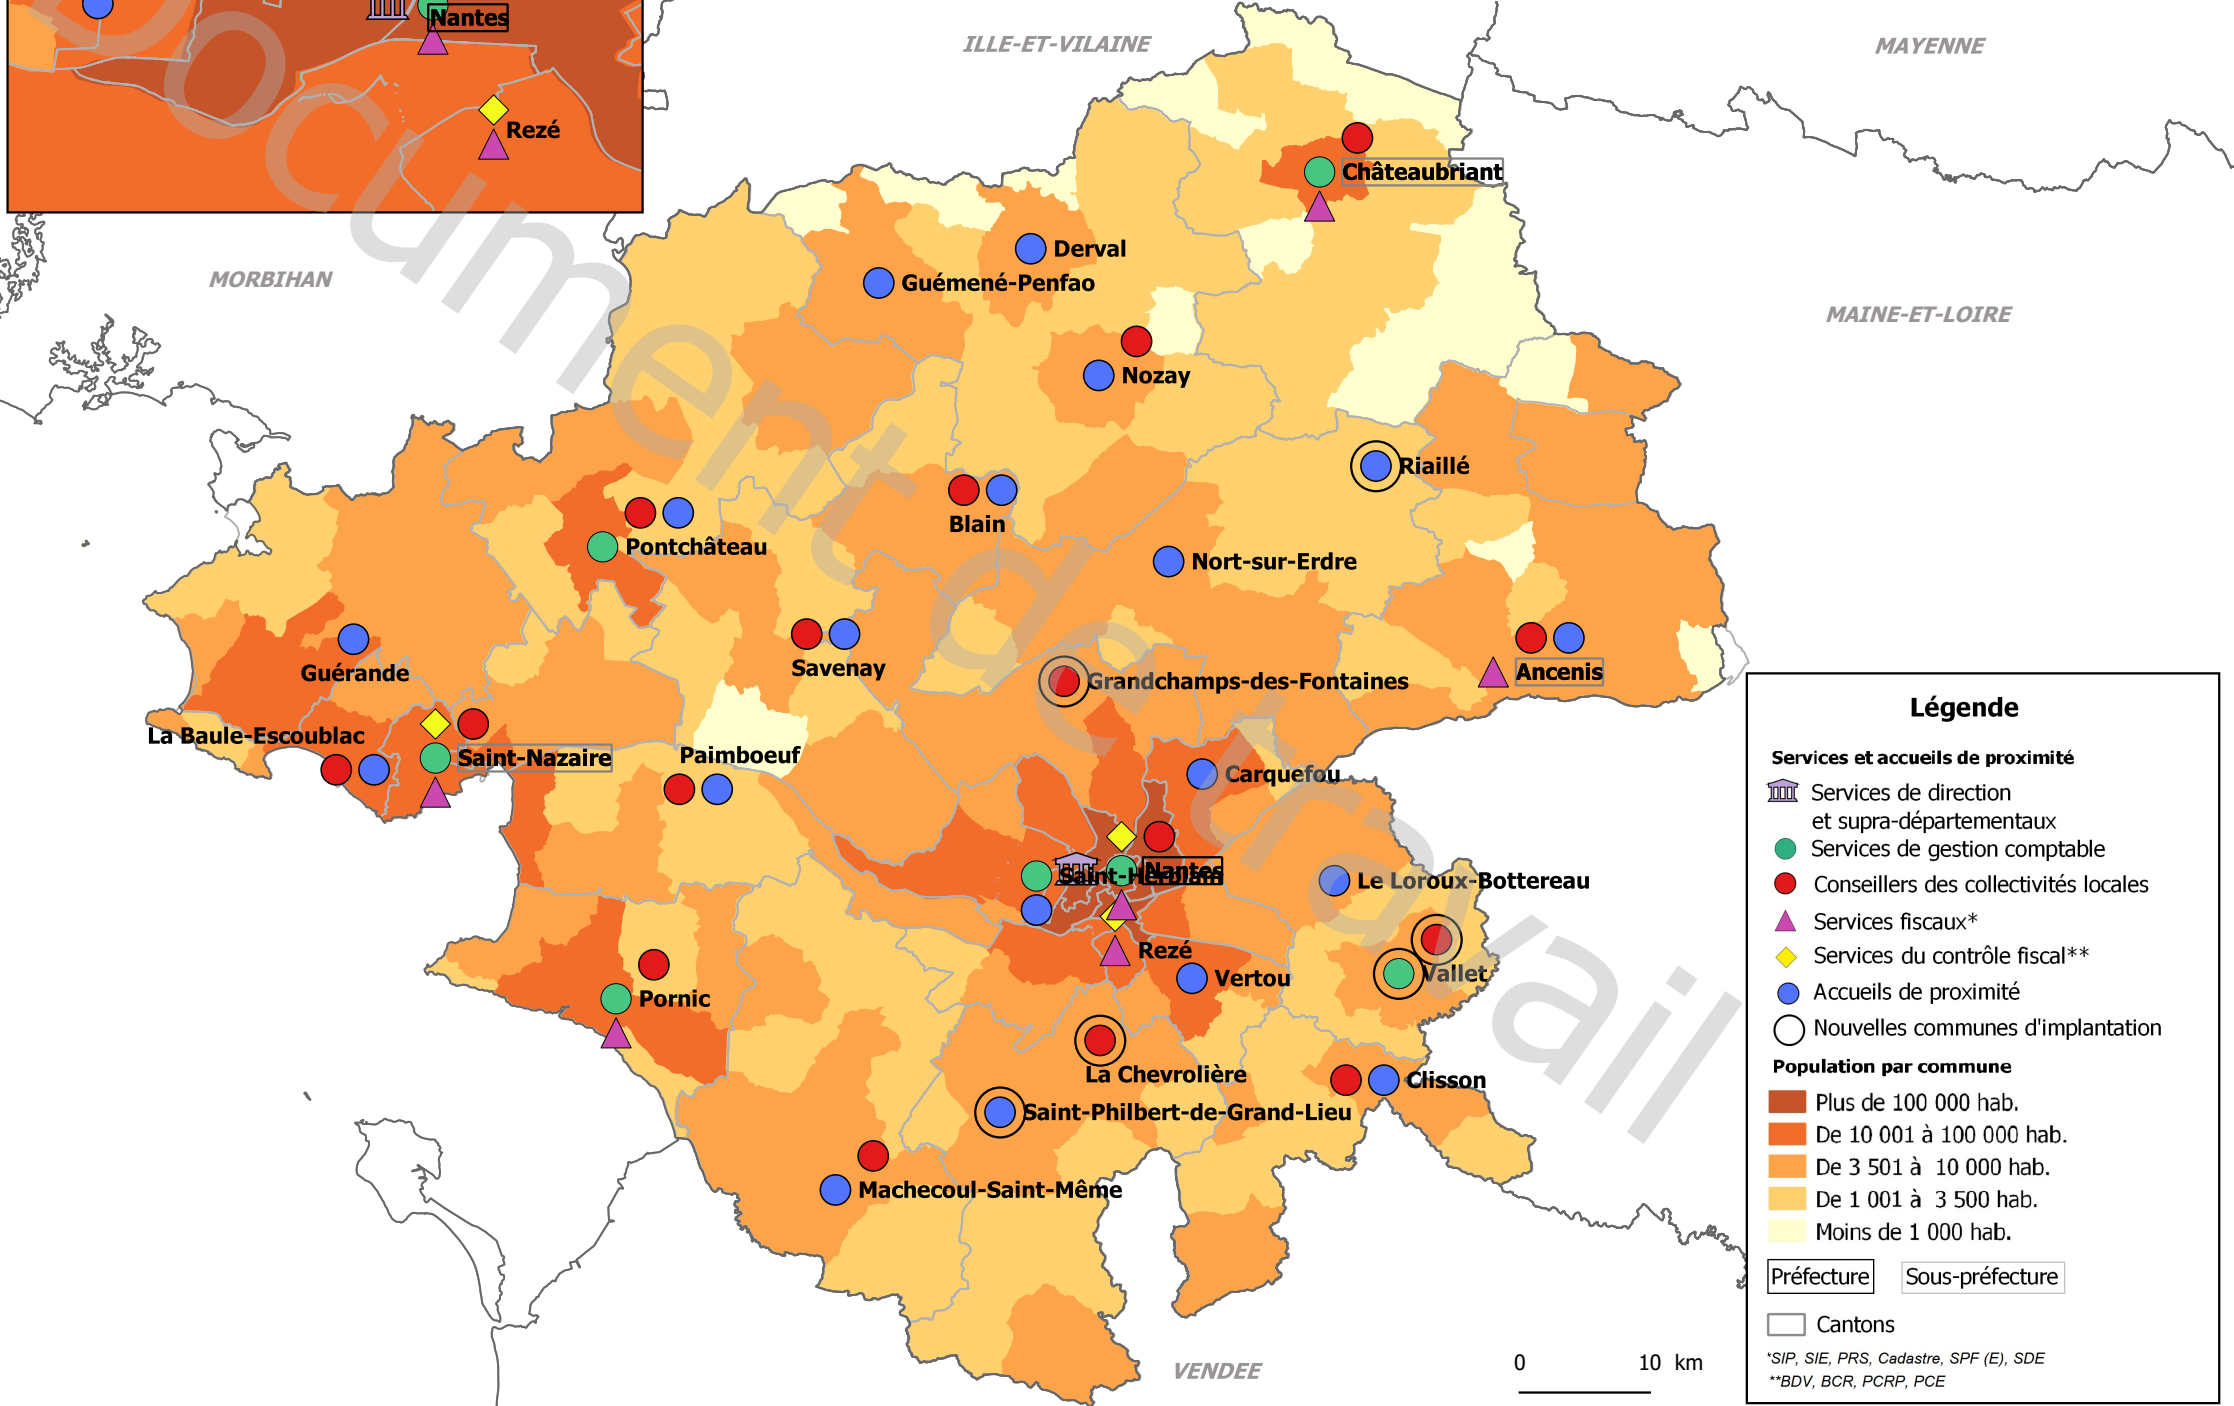 Nantes
Rezé
ILLE-ET-VILAINE
MAYENNE
Châteaubriant
MORBIHAN
Derval
Guémené-Penfao
MAINE-ET-LOIRE
Nozay
Riaillé
Blain
Pontchâteau
Nort-sur-Erdre
Guérande
Savenay
Ancenis
Grandchamps-des-Fontaines
La Baule-Escoublac
Saint-Nazaire
Paimboeuf
Carquefou
Nantes
Saint-Herblain
Le Loroux-Bottereau
Rezé
Vertou
Vallet
Pornic
La Chevrolière
Clisson
Saint-Philbert-de-Grand-Lieu
Machecoul-Saint-Même
VENDEE
0 10 km
Document de travail
Légende
Services et accueils de proximité
Services de direction
et supra-départementaux
Services de gestion comptable
Conseillers des collectivités locales
Services fiscaux*
Services du contrôle fiscal**
Accueils de proximité
Nouvelles communes d'implantation
Population par commune
Plus de 100 000 hab.
De 10 001 à 100 000 hab.
De 3 501 à 10 000 hab.
De 1 001 à 3 500 hab.
Moins de 1 000 hab.
Préfecture Sous-préfecture
Cantons
*SIP, SIE, PRS, Cadastre, SPF (E), SDE
**BDV, BCR, PCRP, PCE